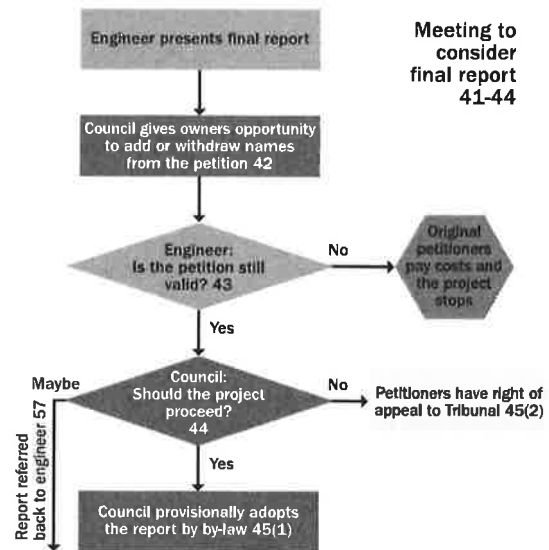 Engineer presents final report
Meeting to
consider
final report
41-44
Council gives owners opportunity
to add or withdraw names
from the petition 42
Engineer:
Is the petition still
valid? 43
No
Original
petitioners
pay costs and
the project
stops
Yes
Maybe
Council:
Should the project
proceed?
44
No
Petitioners have right of
appeal to Tribunal 45(2)
Report referred
back to engineer 57
Yes
Council provisionally adopts
the report by by-law 45(1)